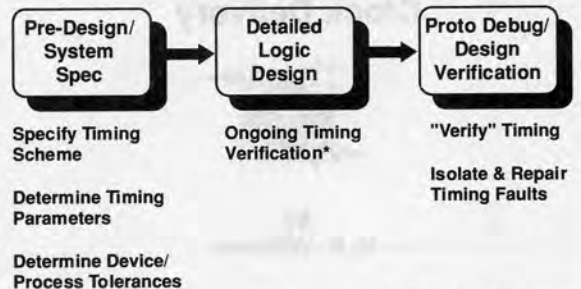 Pre-Design/
System
Spec
Detailed
Logic
Design
Proto Debug/
Design
Verification
Specify Timing
Scheme
Determine Timing
Parameters
Determine Device/
Process Tolerances
Ongoing Timing
Verification*
"Verify" Timing
Isolate & Repair
Timing Faults